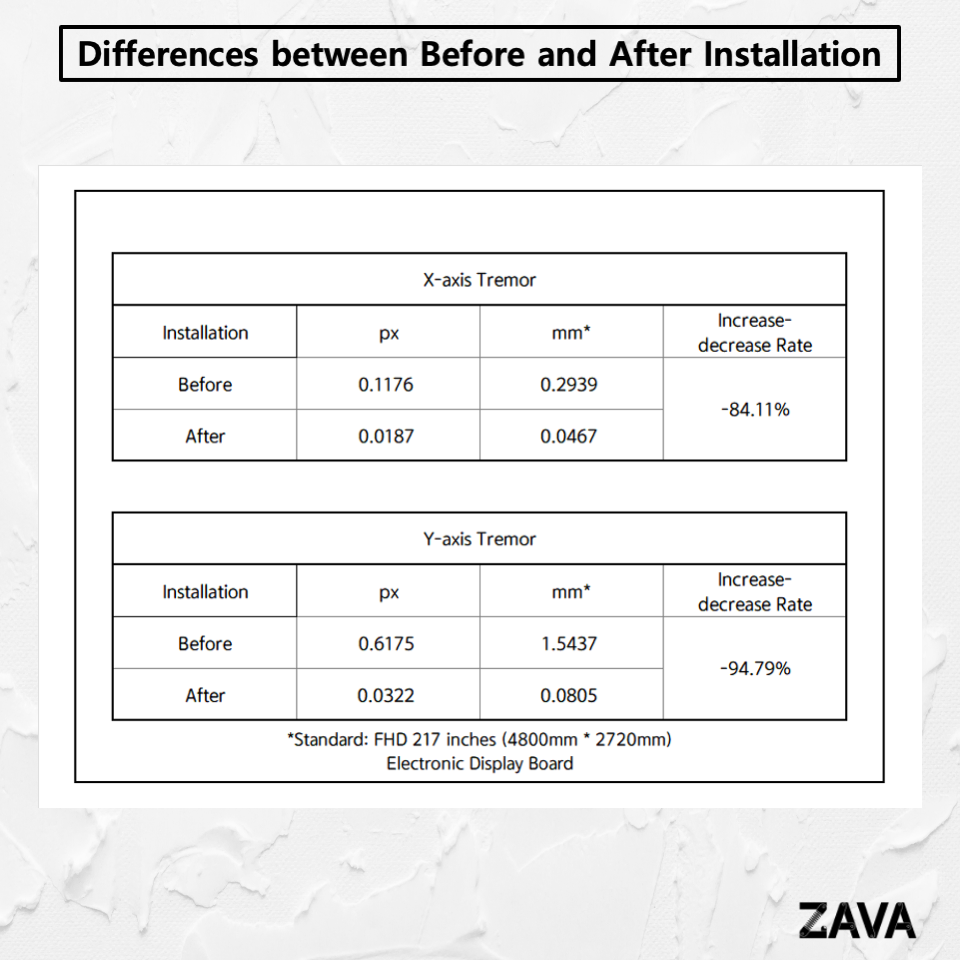 Differences between Before and After Installation
X-axis Tremor
Installation px mm* Increase-
decrease Rate
Before 0.1176 0.2939
-84.11%
After 0.0187 0.0467
Y-axis Tremor
Installation px mm* Increase-
decrease Rate
Before 0.6175 1.5437
-94.79%
After 0.0322 0.0805
*Standard: FHD 217 inches (4800mm * 2720mm)
Electronic Display Board
ZAVA